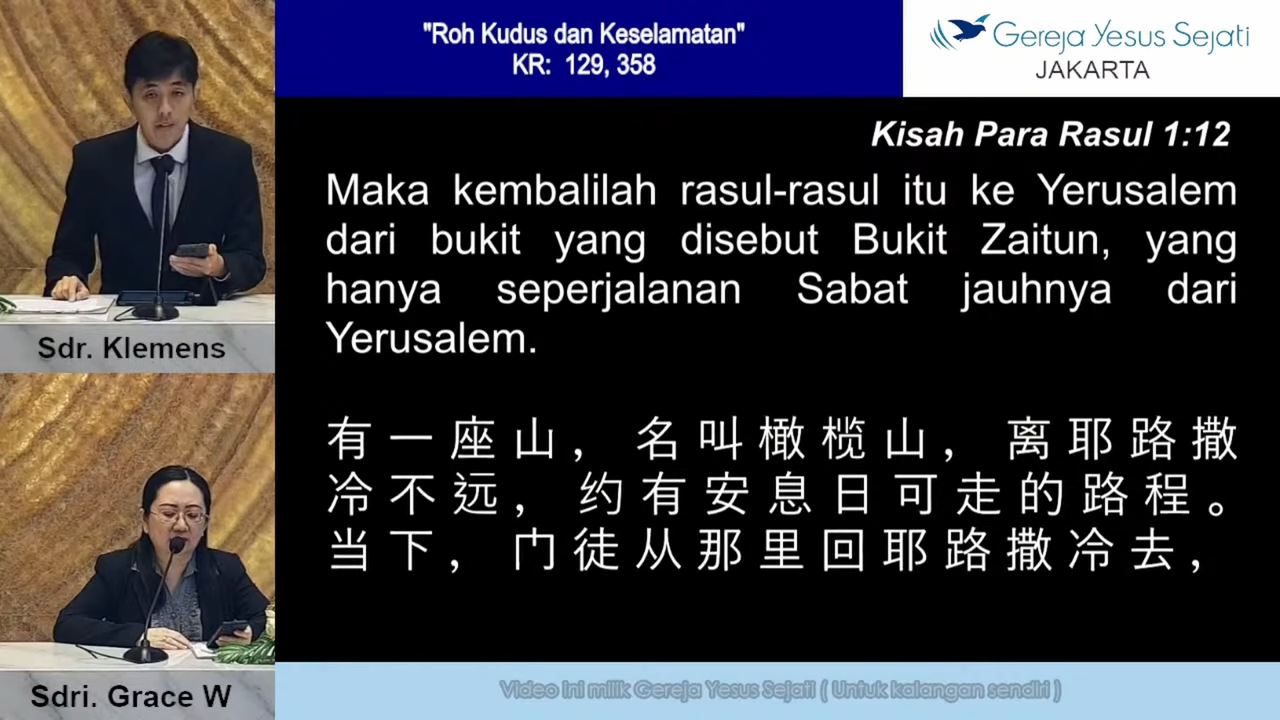 "Roh Kudus dan Keselamatan"
KR: 129, 358
Gereja Yesus Sejati
JAKARTA
Kisah Para Rasul 1:12
Maka kembalilah rasul-rasul itu ke Yerusalem
dari bukit yang disebut Bukit Zaitun, yang
hanya seperjalanan Sabat jauhnya dari
Yerusalem.
有一座山，名叫橄榄山，离耶路撒
冷不远，约有安息日可走的路程。
当下，门徒从那里回耶路撒冷去，
Sdr. Klemens
Sdri. Grace W
Video ini milik Gereja Yesus Sejati ( Untuk kalangan sendiri )